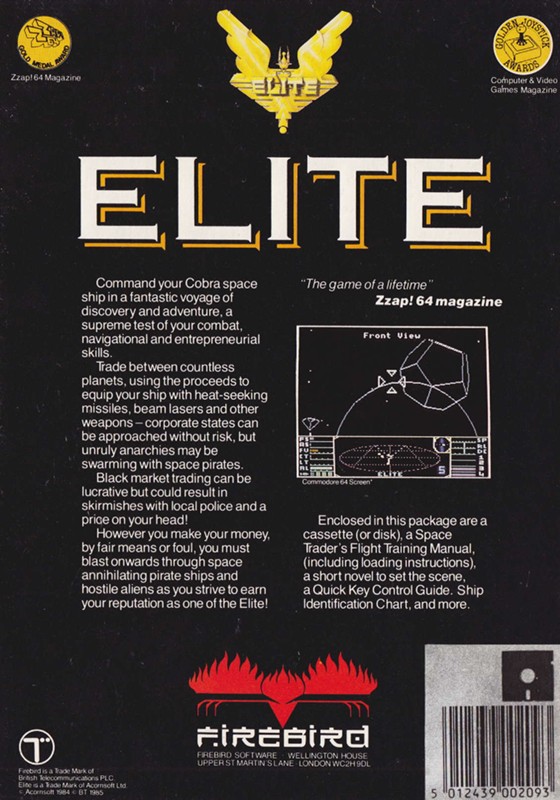 GOLD MEDAL AWARD
Zzap! 64 Magazine
ELITE
GOLDEN JOYSTICK
AWARDS
Computer & Video
Games Magazine
ELITE
Command your Cobra space
ship in a fantastic voyage of
discovery and adventure, a
supreme test of your combat,
navigational and entrepreneurial
skills.
Trade between countless
planets, using the proceeds to
equip your ship with heat-seeking
missiles, beam lasers and other
weapons – corporate states can
be approached without risk, but
unruly anarchies may be
swarming with space pirates.
Black market trading can be
lucrative but could result in
skirmishes with local police and a
price on your head!
However you make your money,
by fair means or foul, you must
blast onwards through space
annihilating pirate ships and
hostile aliens as you strive to earn
your reputation as one of the Elite!
"The game of a lifetime"
Zzap! 64 magazine
Front View
5
ELITE
Commodore 64 Screen*
Enclosed in this package are a
cassette (or disk), a Space
Trader's Flight Training Manual,
(including loading instructions),
a short novel to set the scene,
a Quick Key Control Guide. Ship
Identification Chart, and more.
FIREBIRD
FIREBIRD SOFTWARE · WELLINGTON HOUSE
UPPER ST MARTIN'S LANE · LONDON WC2H 9DL
T
Firebird is a Trade Mark of
British Telecommunications PLC.
Elite is a Trade Mark of Acornsoft Ltd.
© Acornsoft 1984 © BT 1985
5 012439 002093